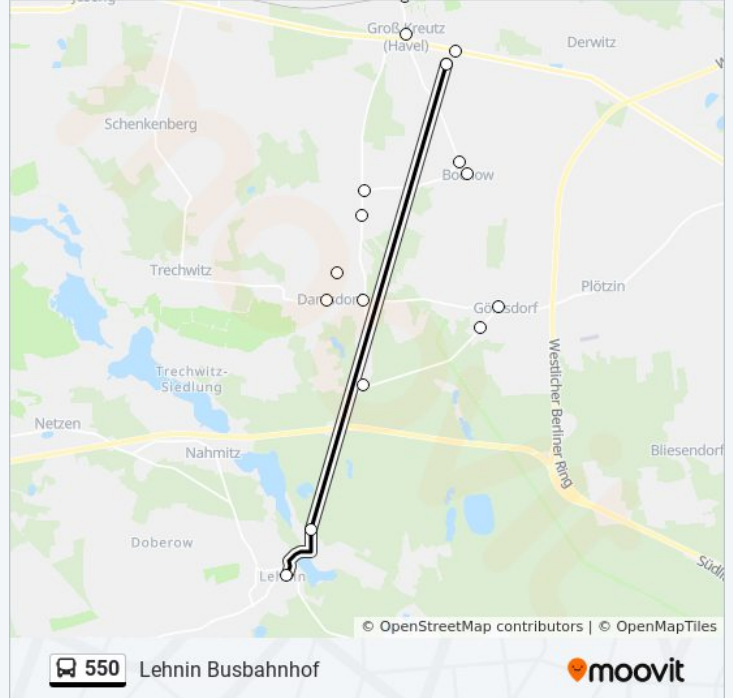 Groß Kreutz
(Havel)
Derwitz
Schenkenberg
Trechwitz
Plötzin
Trechwitz-
Siedlung
Westlicher Berliner Ring
Netzen
Nahmitz
Bliesendorf
Doberow
© OpenStreetMap contributors | © OpenMapTiles
550 Lehnin Busbahnhof
moovit